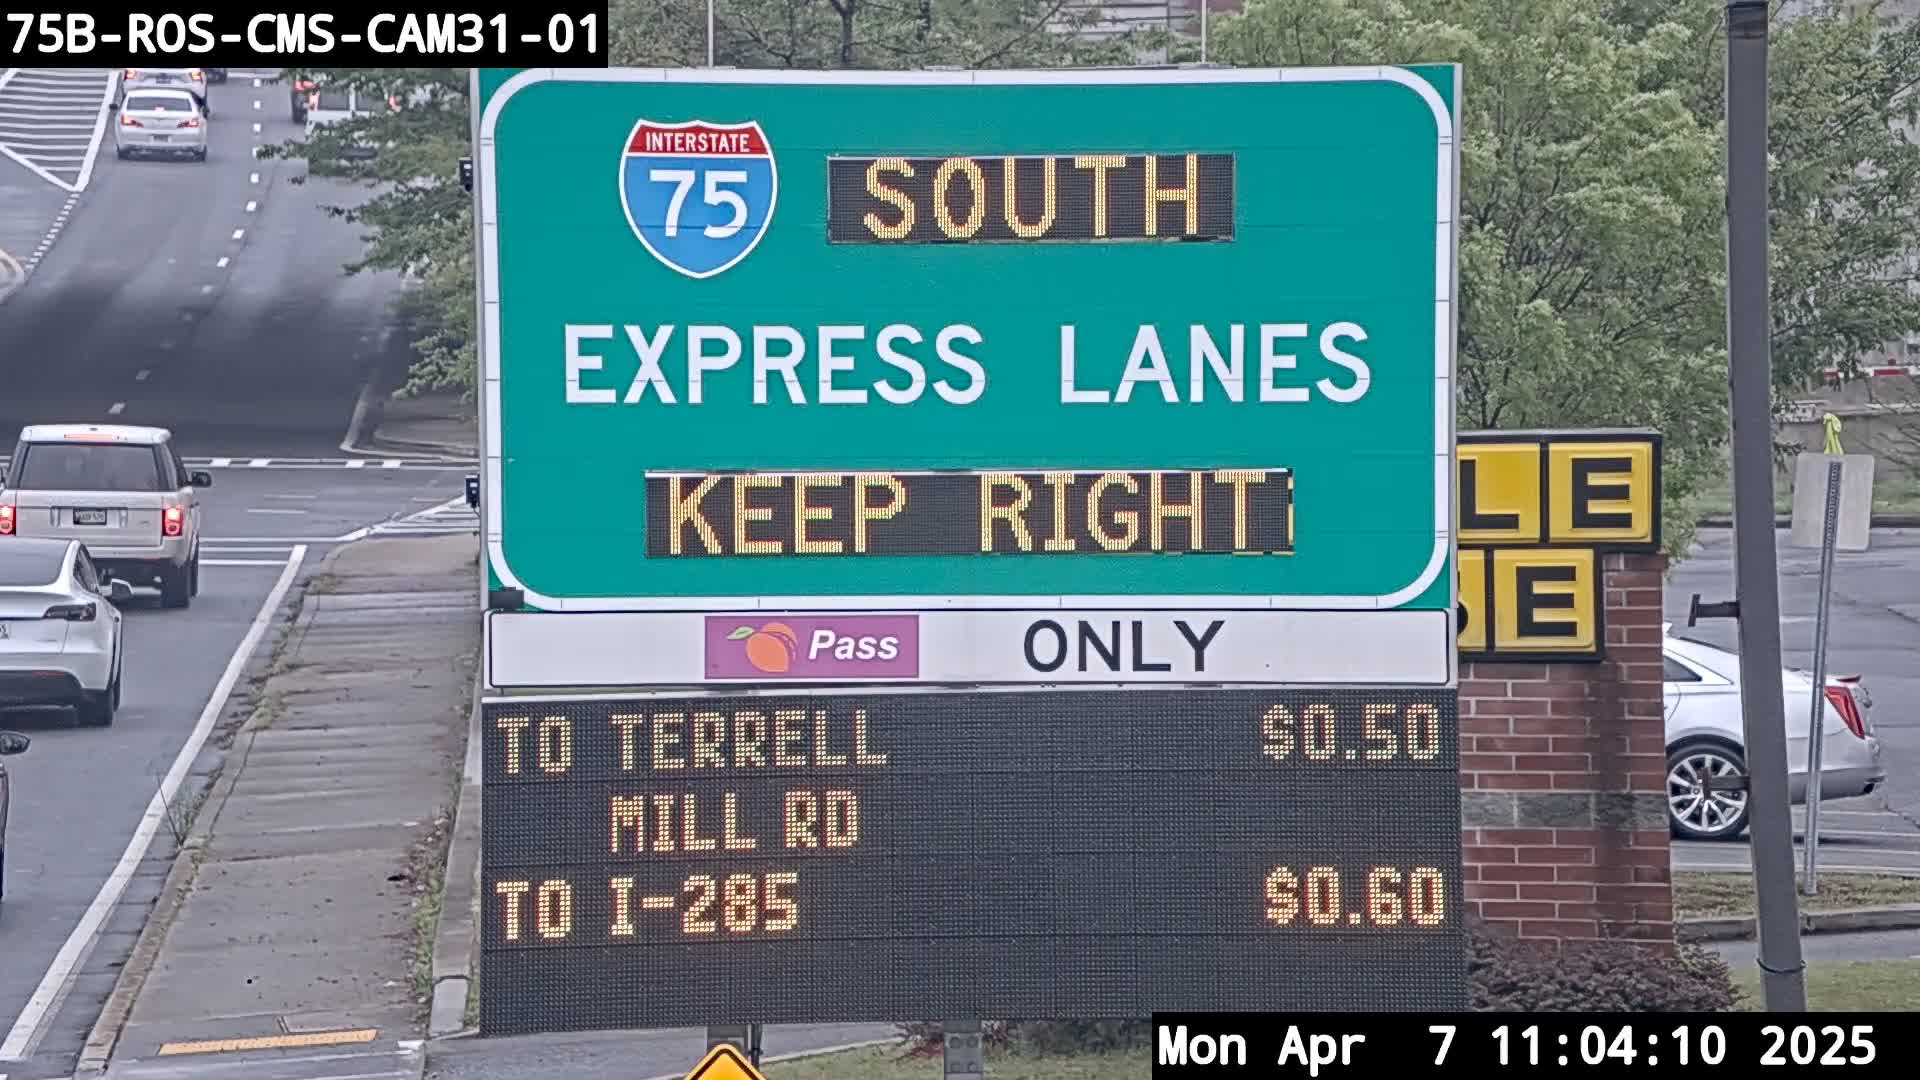 75B-ROS-CMS-CAM31-01
INTERSTATE
75
SOUTH
EXPRESS LANES
KEEP RIGHT
Pass ONLY
TO TERRELL $0.50
MILL RD
TO I-285 $0.60
LE
E
Mon Apr 7 11:04:10 2025